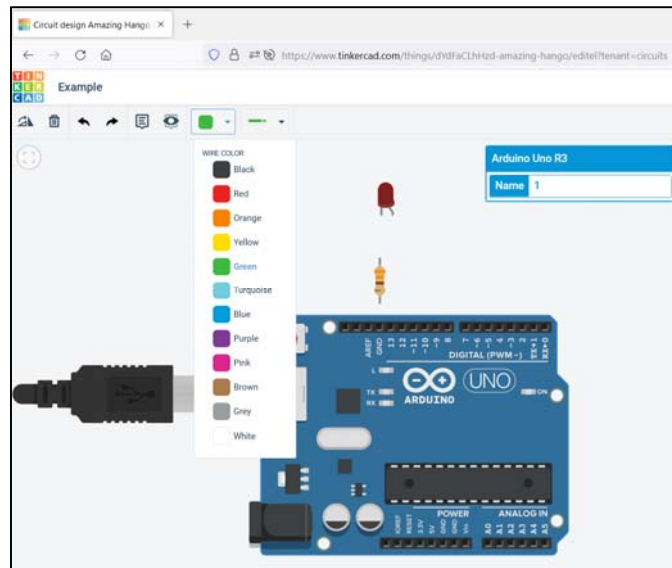 Circuit design Amazing Hango
https://www.tinkercad.com/things/dYdFaCLhHzd-amazing-hango/editel?tenant=circuits
TIN
KER
CAD
Example
WIRE COLOR
Black
Red
Orange
Yellow
Green
Turquoise
Blue
Purple
Pink
Brown
Grey
White
Arduino Uno R3
Name 1
AREF
GND
13
12
~11
~10
~9
8
7
~6
~5
4
~3
2
TX→1
RX←0
DIGITAL (PWM~)
L
TX
RX
ARDUINO
UNO
ON
POWER
ANALOG IN
IOREF
RESET
3.3V
5V
GND
GND
Vin
A0
A1
A2
A3
A4
A5